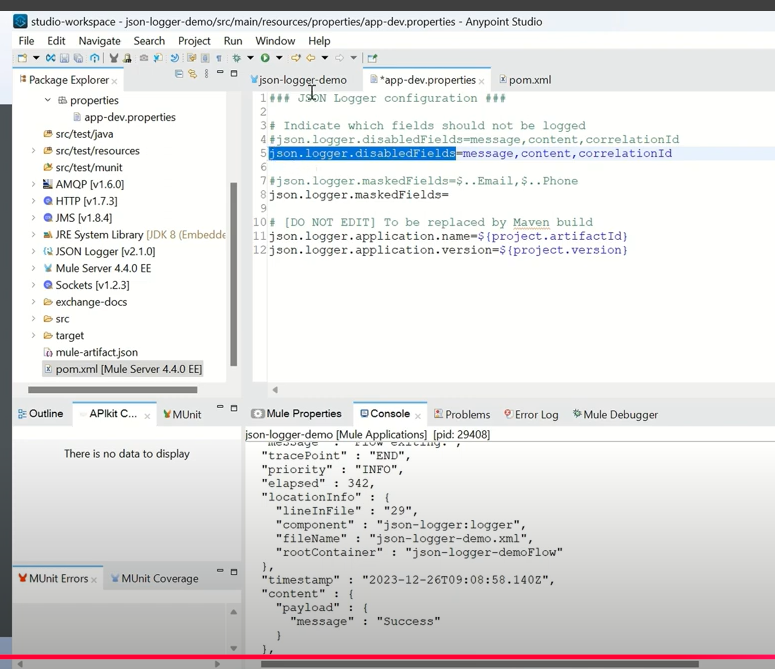 studio-workspace - json-logger-demo/src/main/resources/properties/app-dev.properties - Anypoint Studio
File Edit Navigate Search Project Run Window Help
Package Explorer
json-logger-demo
*app-dev.properties
pom.xml
properties
app-dev.properties
src/test/java
src/test/resources
src/test/munit
AMQP [v1.6.0]
HTTP [v1.7.3]
JMS [v1.8.4]
JRE System Library [JDK 8 (Embedde
JSON Logger [v2.1.0]
Mule Server 4.4.0 EE
Sockets [v1.2.3]
exchange-docs
src
target
mule-artifact.json
pom.xml [Mule Server 4.4.0 EE]
1 ### JSON Logger configuration ###
2
3 # Indicate which fields should not be logged
4 #json.logger.disabledFields=message,content,correlationId
5 json.logger.disabledFields=message,content,correlationId
6
7 #json.logger.maskedFields=$..Email,$..Phone
8 json.logger.maskedFields=
9
10 # [DO NOT EDIT] To be replaced by Maven build
11 json.logger.application.name=${project.artifactId}
12 json.logger.application.version=${project.version}
Outline
APIkit C...
MUnit
There is no data to display
MUnit Errors
MUnit Coverage
Mule Properties
Console
Problems
Error Log
Mule Debugger
json-logger-demo [Mule Applications] [pid: 29408]
"message" : "Flow exiting.",
"tracePoint" : "END",
"priority" : "INFO",
"elapsed" : 342,
"locationInfo" : {
"lineInFile" : "29",
"component" : "json-logger:logger",
"fileName" : "json-logger-demo.xml",
"rootContainer" : "json-logger-demoFlow"
},
"timestamp" : "2023-12-26T09:08:58.140Z",
"content" : {
"payload" : {
"message" : "Success"
}
},